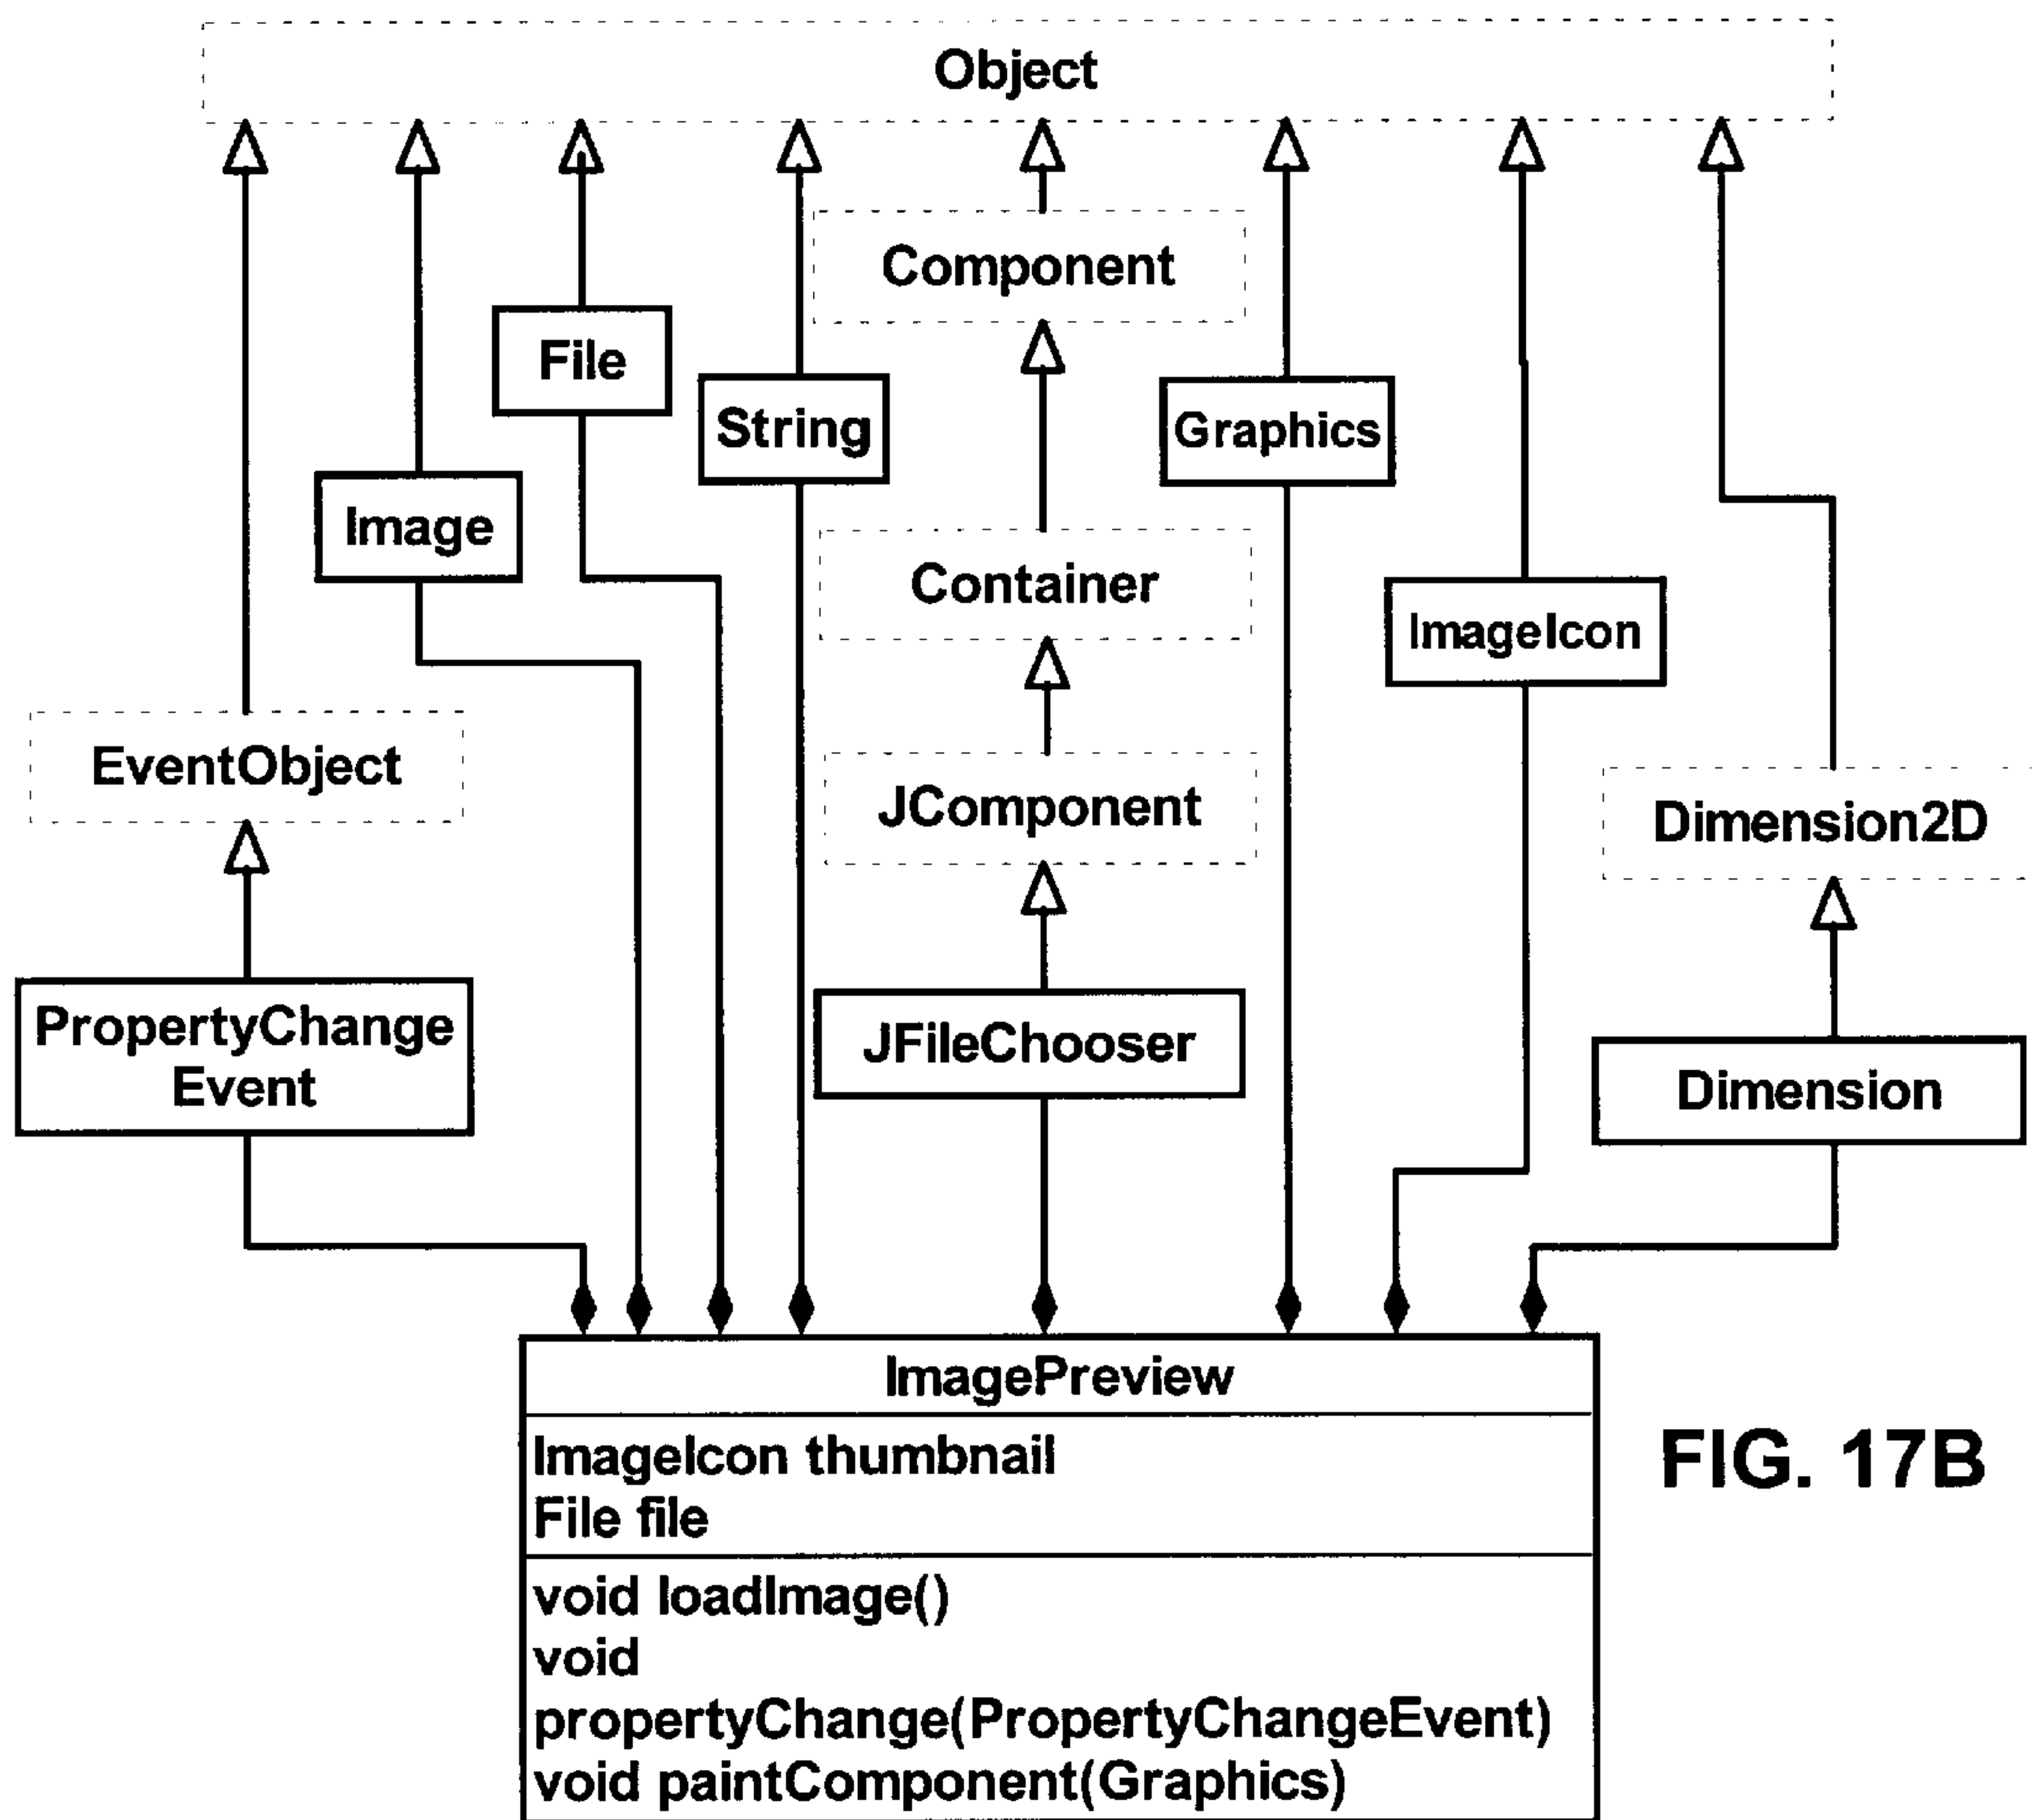 Object
Component
File
String
Graphics
Image
Container
ImageIcon
EventObject
JComponent
Dimension2D
PropertyChange
Event
JFileChooser
Dimension
ImagePreview
ImageIcon thumbnail
File file
void loadImage()
void
propertyChange(PropertyChangeEvent)
void paintComponent(Graphics)
FIG. 17B